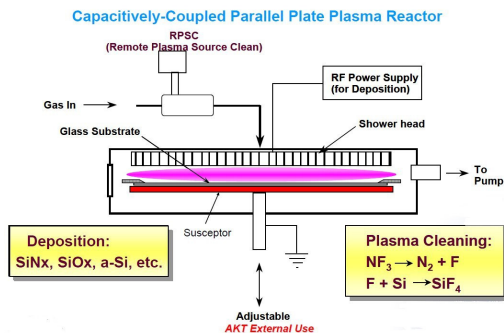 Capacitively-Coupled Parallel Plate Plasma Reactor
RPSC
(Remote Plasma Source Clean)
RF Power Supply
(for Deposition)
Gas In
Glass Substrate
Shower head
To
Pump
Susceptor
Deposition:
SiNx, SiOx, a-Si, etc.
Plasma Cleaning:
NF₃ → N₂ + F
F + Si → SiF₄
Adjustable
AKT External Use